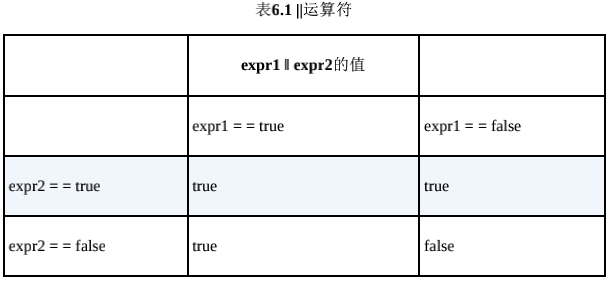 表6.1 ||运算符
expr1 || expr2的值
expr1 = = true expr1 = = false
expr2 = = true true true
expr2 = = false true false